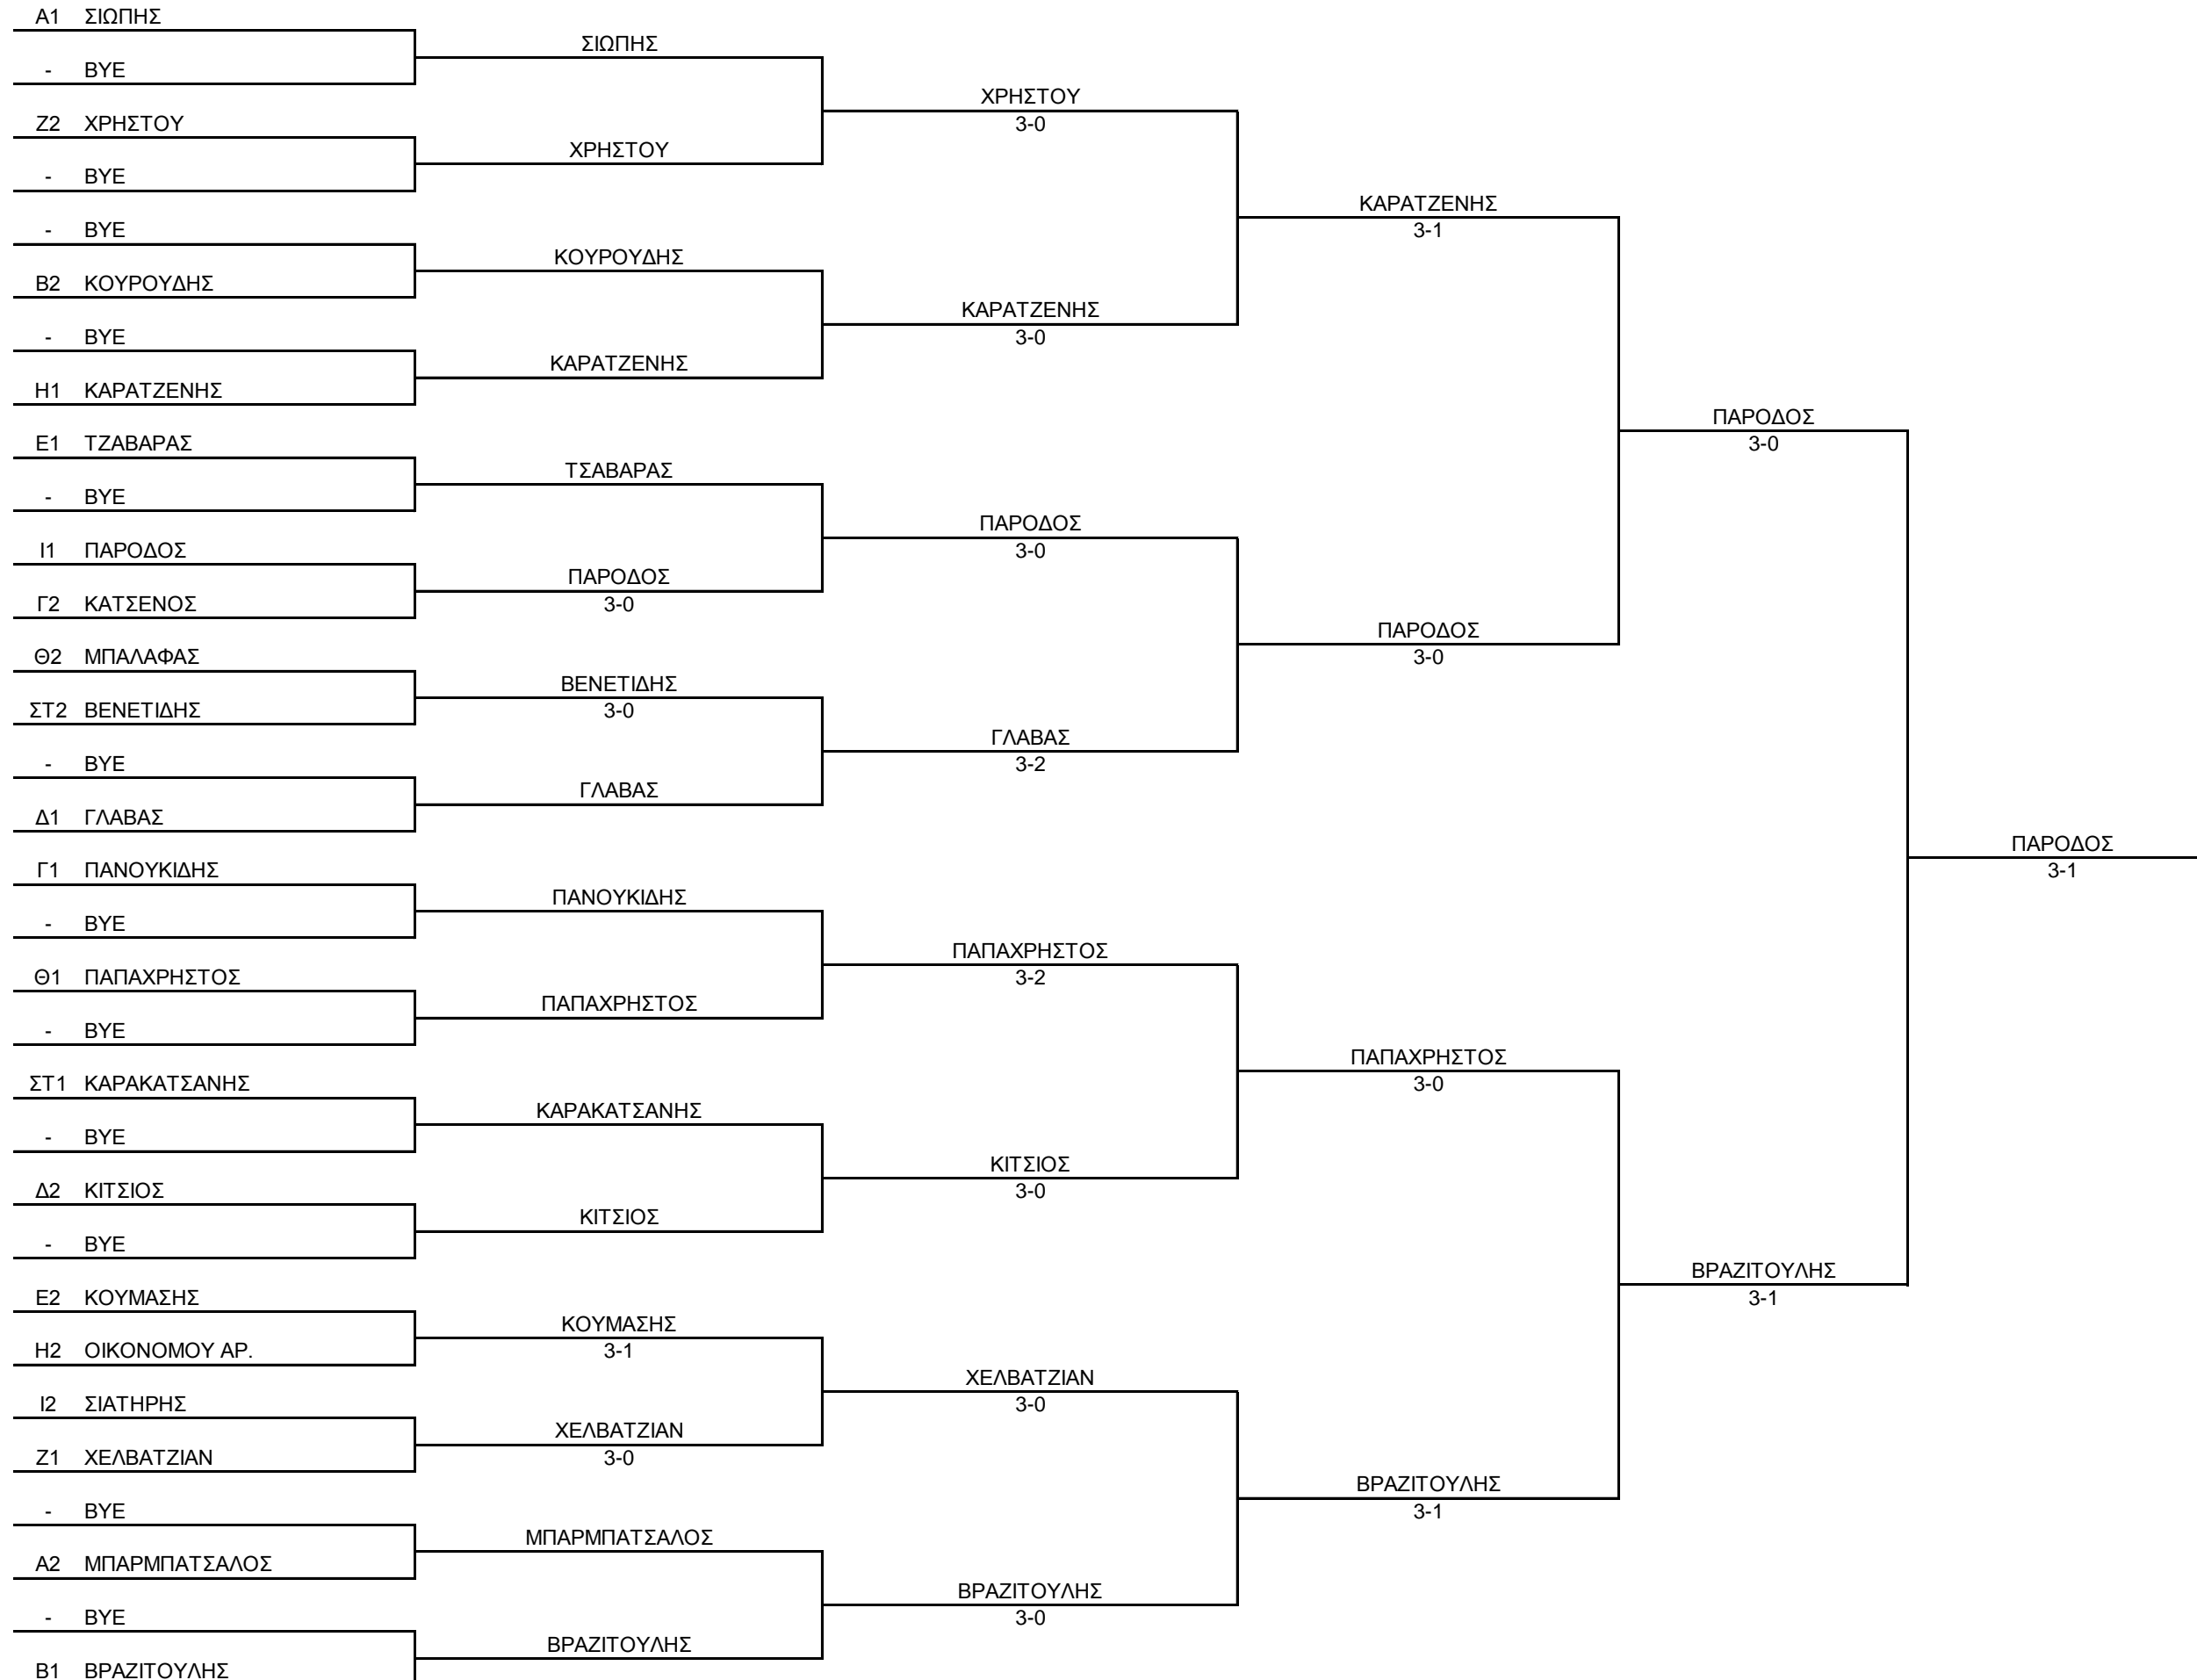 Α1 ΣΙΩΠΗΣ
ΣΙΩΠΗΣ
- BYE
ΧΡΗΣΤΟΥ
Ζ2 ΧΡΗΣΤΟΥ
3-0
ΧΡΗΣΤΟΥ
- BYE
ΚΑΡΑΤΖΕΝΗΣ
- BYE
3-1
ΚΟΥΡΟΥΔΗΣ
Β2 ΚΟΥΡΟΥΔΗΣ
ΚΑΡΑΤΖΕΝΗΣ
- BYE
3-0
ΚΑΡΑΤΖΕΝΗΣ
Η1 ΚΑΡΑΤΖΕΝΗΣ
ΠΑΡΟΔΟΣ
Ε1 ΤΖΑΒΑΡΑΣ
3-0
ΤΣΑΒΑΡΑΣ
- BYE
ΠΑΡΟΔΟΣ
Ι1 ΠΑΡΟΔΟΣ
3-0
ΠΑΡΟΔΟΣ
Γ2 ΚΑΤΣΕΝΟΣ
3-0
ΠΑΡΟΔΟΣ
Θ2 ΜΠΑΛΑΦΑΣ
3-0
ΒΕΝΕΤΙΔΗΣ
ΣΤ2 ΒΕΝΕΤΙΔΗΣ
3-0
ΓΛΑΒΑΣ
- BYE
3-2
ΓΛΑΒΑΣ
Δ1 ΓΛΑΒΑΣ
ΠΑΡΟΔΟΣ
Γ1 ΠΑΝΟΥΚΙΔΗΣ
3-1
ΠΑΝΟΥΚΙΔΗΣ
- BYE
ΠΑΠΑΧΡΗΣΤΟΣ
Θ1 ΠΑΠΑΧΡΗΣΤΟΣ
3-2
ΠΑΠΑΧΡΗΣΤΟΣ
- BYE
ΠΑΠΑΧΡΗΣΤΟΣ
ΣΤ1 ΚΑΡΑΚΑΤΣΑΝΗΣ
3-0
ΚΑΡΑΚΑΤΣΑΝΗΣ
- BYE
ΚΙΤΣΙΟΣ
Δ2 ΚΙΤΣΙΟΣ
3-0
ΚΙΤΣΙΟΣ
- BYE
ΒΡΑΖΙΤΟΥΛΗΣ
Ε2 ΚΟΥΜΑΣΗΣ
3-1
ΚΟΥΜΑΣΗΣ
Η2 ΟΙΚΟΝΟΜΟΥ ΑΡ.
3-1
ΧΕΛΒΑΤΖΙΑΝ
Ι2 ΣΙΑΤΗΡΗΣ
3-0
ΧΕΛΒΑΤΖΙΑΝ
Ζ1 ΧΕΛΒΑΤΖΙΑΝ
3-0
ΒΡΑΖΙΤΟΥΛΗΣ
- BYE
3-1
ΜΠΑΡΜΠΑΤΣΑΛΟΣ
Α2 ΜΠΑΡΜΠΑΤΣΑΛΟΣ
ΒΡΑΖΙΤΟΥΛΗΣ
- BYE
3-0
ΒΡΑΖΙΤΟΥΛΗΣ
Β1 ΒΡΑΖΙΤΟΥΛΗΣ